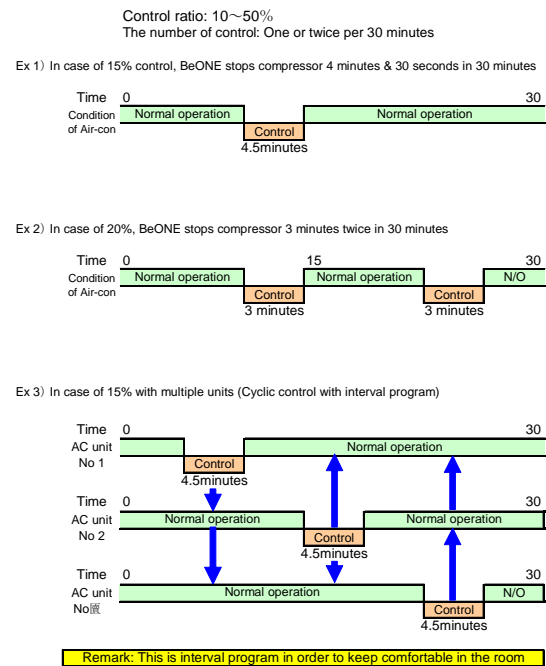 Control ratio: 10～50%
The number of control: One or twice per 30 minutes
Ex 1）In case of 15% control, BeONE stops compressor 4 minutes & 30 seconds in 30 minutes
Time 0 30
Condition of Air-con
Normal operation Normal operation
Control
4.5minutes
Ex 2）In case of 20%, BeONE stops compressor 3 minutes twice in 30 minutes
Time 0 15 30
Condition of Air-con
Normal operation Normal operation N/O
Control Control
3 minutes 3 minutes
Ex 3）In case of 15% with multiple units (Cyclic control with interval program)
Time 0 30
AC unit No 1
Normal operation
Control
4.5minutes
Time 0 30
AC unit No 2
Normal operation Normal operation
Control
4.5minutes
Time 0 30
AC unit
No
Normal operation N/O
Control
4.5minutes
Remark: This is interval program in order to keep comfortable in the room